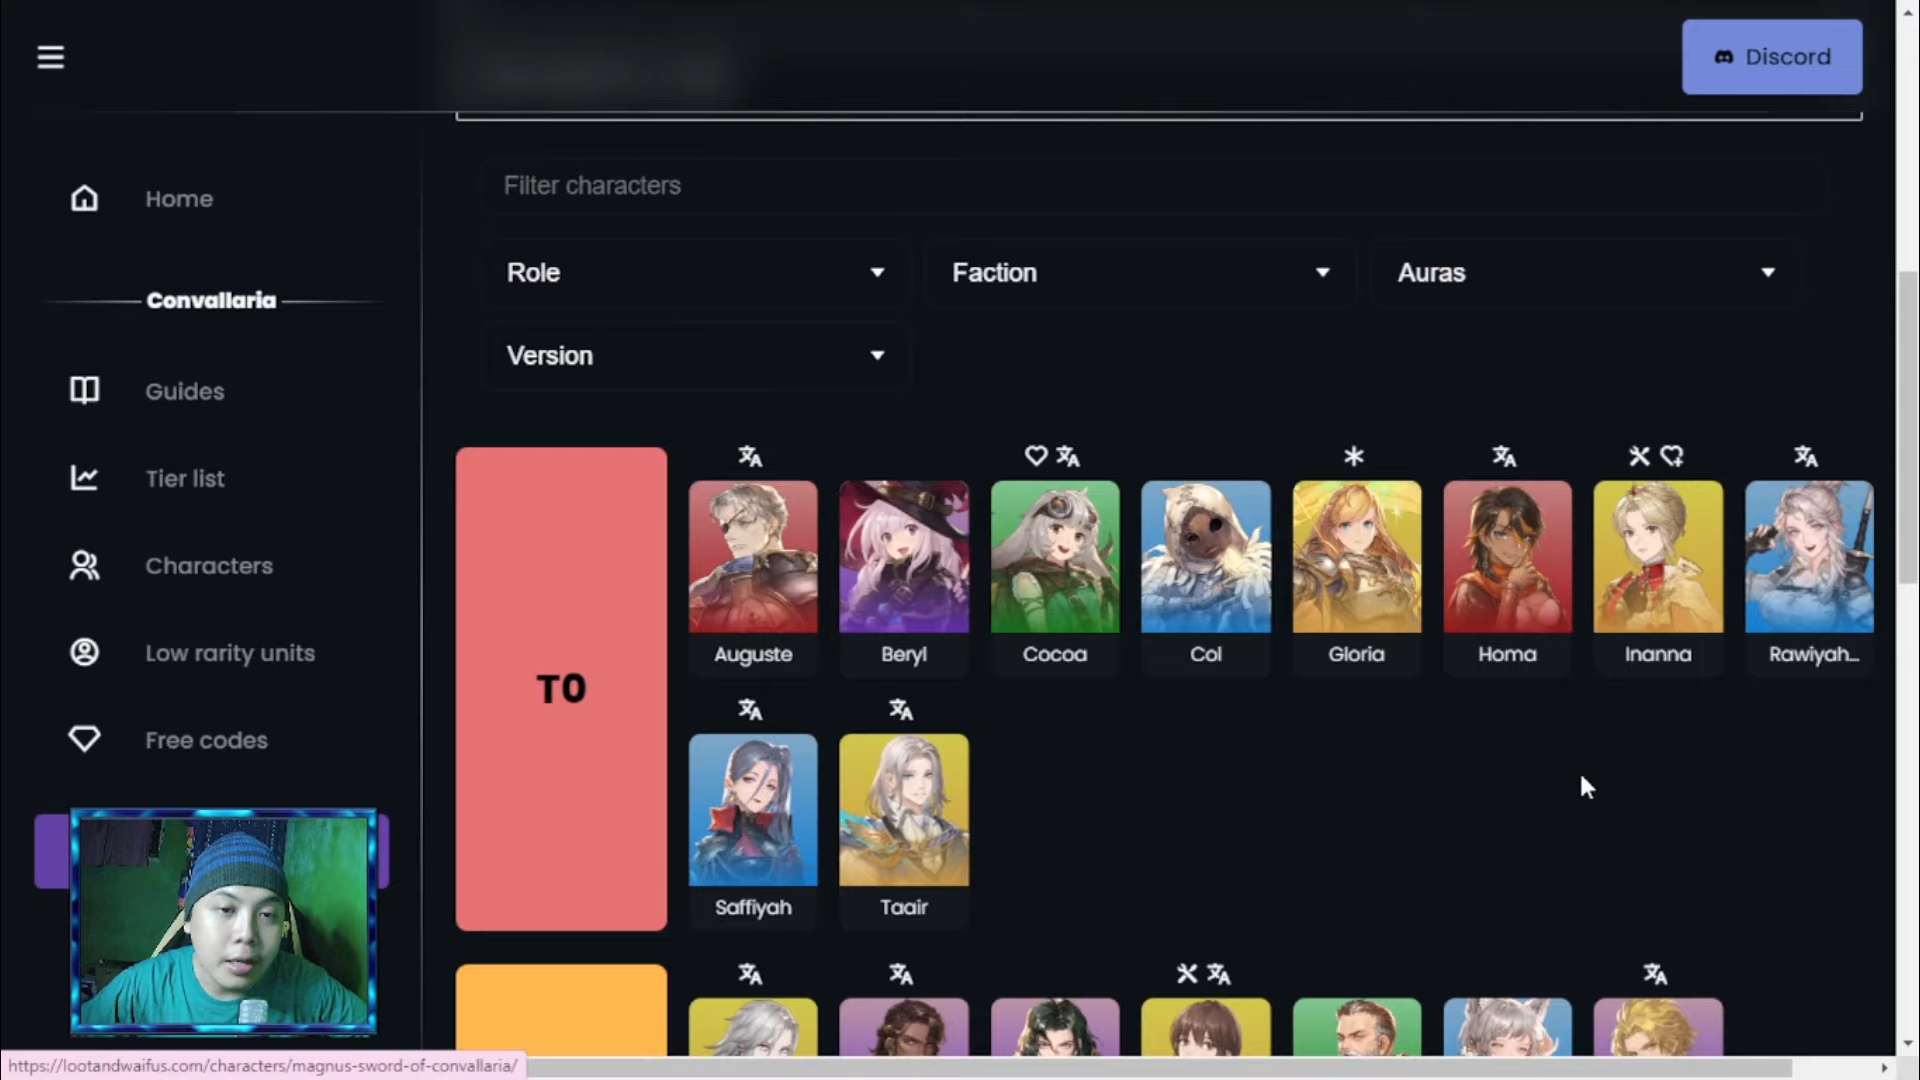 Discord
Filter characters
Home
Role
Faction
Auras
Convallaria
Version
Guides
Tier list
Characters
Low rarity units
Free codes
T0
Auguste
Beryl
Cocoa
Col
Gloria
Homa
Inanna
Rawiyah...
Saffiyah
Taair
https://lootandwaifus.com/characters/magnus-sword-of-convallaria/